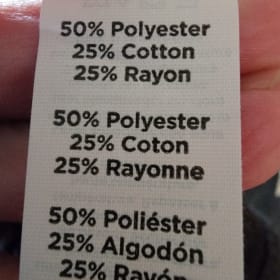 50% Polyester
25% Cotton
25% Rayon
50% Polyester
25% Coton
25% Rayonne
50% Poliéster
25% Algodón
25% Rayón